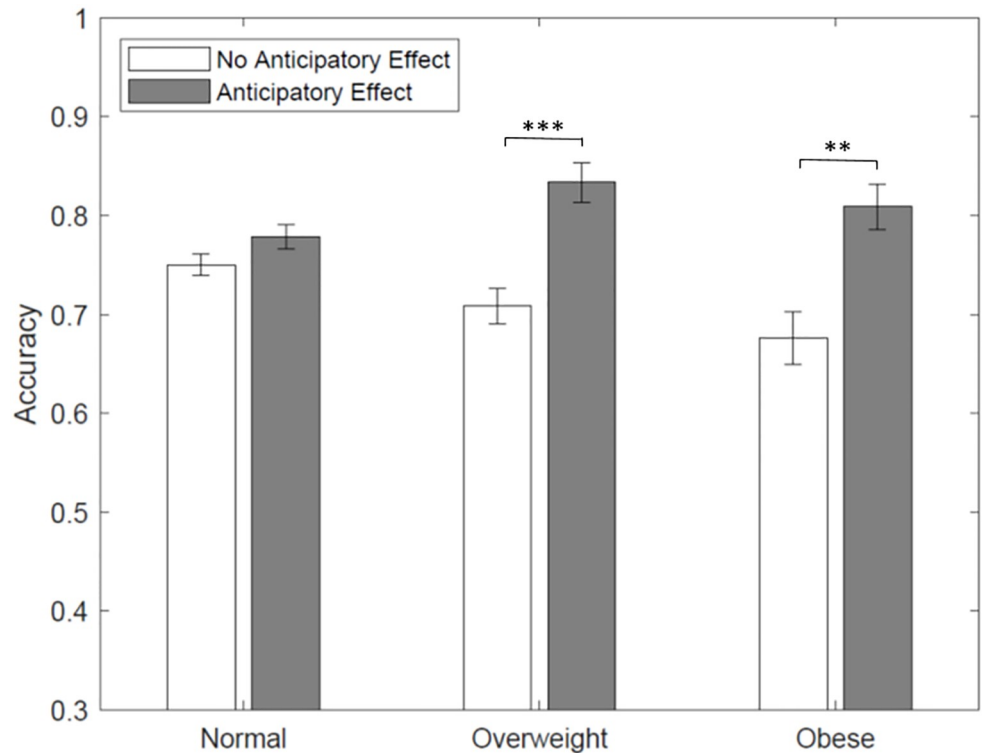 1
No Anticipatory Effect
Anticipatory Effect
0.9
***
**
0.8
0.7
0.6
0.5
0.4
0.3
Accuracy
Normal Overweight Obese